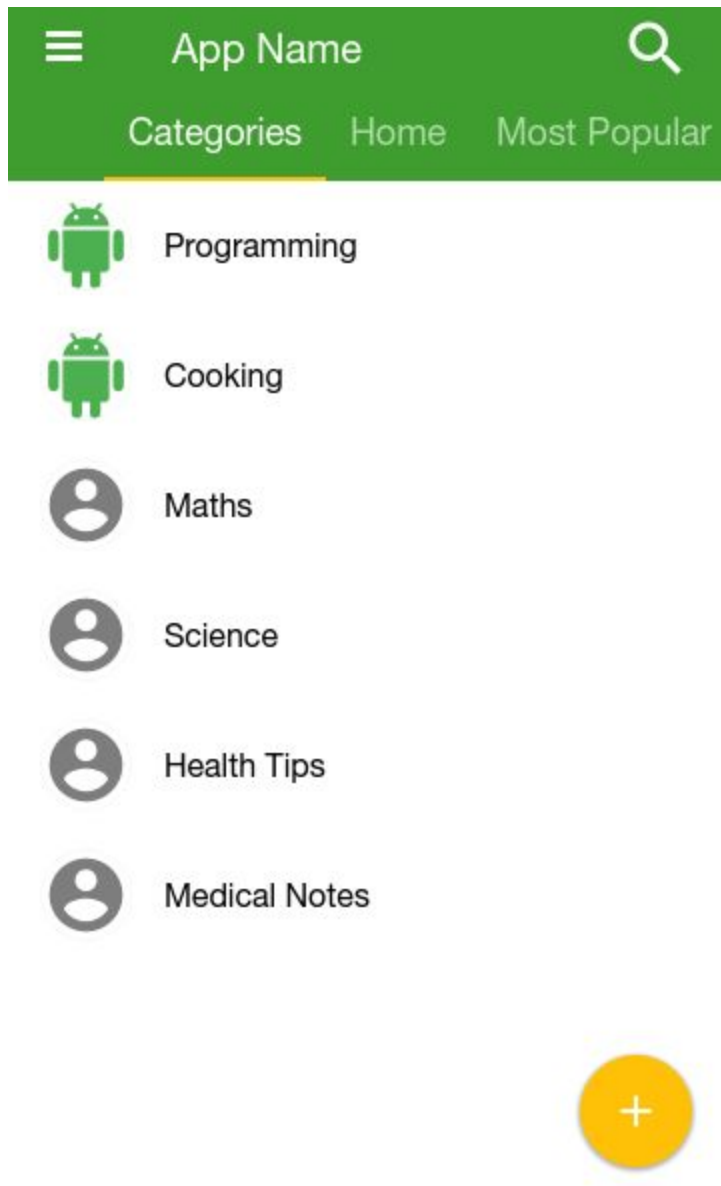 App Name
Categories Home Most Popular
Programming
Cooking
Maths
Science
Health Tips
Medical Notes
+